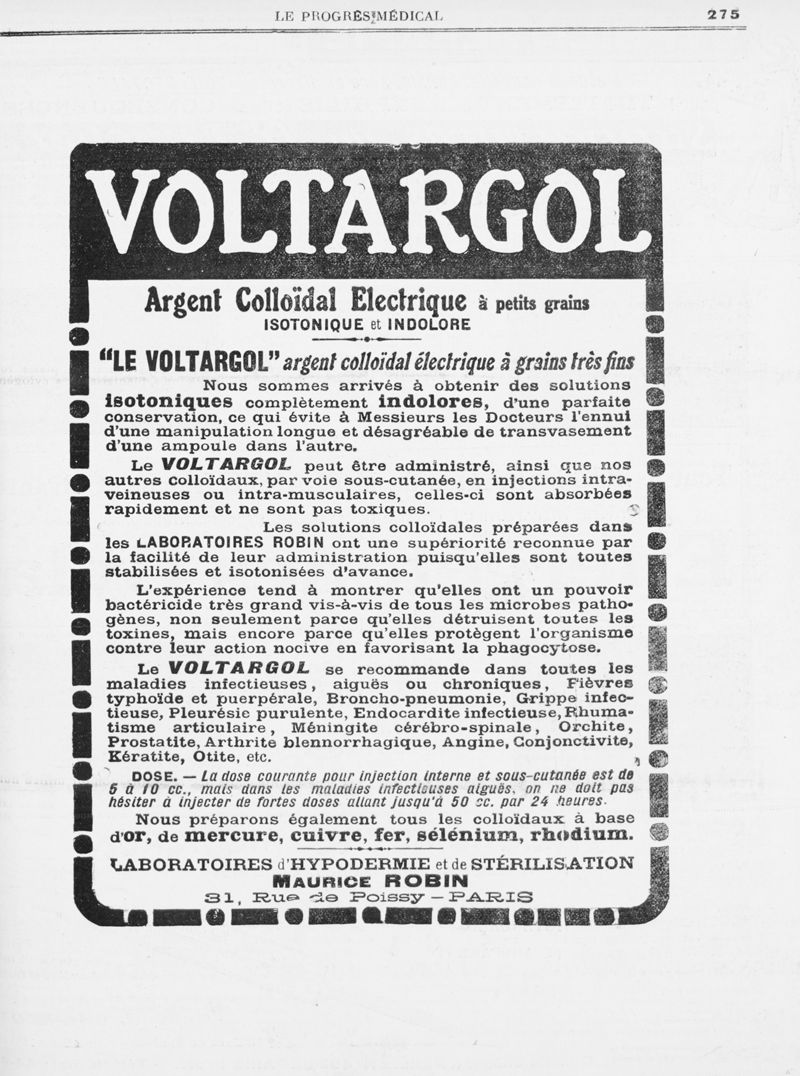 LE PROGRÈS MÉDICAL
275
VOLTARGOL
Argent Colloïdal Electrique à petits grains
ISOTONIQUE et INDOLORE
"LE VOLTARGOL" argent colloïdal électrique à grains très fins
Nous sommes arrivés à obtenir des solutions
isotoniques complètement indolores, d'une parfaite
conservation, ce qui évite à Messieurs les Docteurs l'ennui
d'une manipulation longue et désagréable de transvasement
d'une ampoule dans l'autre.
Le VOLTARGOL peut être administré, ainsi que nos
autres colloïdaux, par voie sous-cutanée, en injections intra-
veineuses ou intra-musculaires, celles-ci sont absorbées
rapidement et ne sont pas toxiques.
Les solutions colloïdales préparées dans
les LABORATOIRES ROBIN ont une supériorité reconnue par
la facilité de leur administration puisqu'elles sont toutes
stabilisées et isotonisées d'avance.
L'expérience tend à montrer qu'elles ont un pouvoir
bactéricide très grand vis-à-vis de tous les microbes patho-
gènes, non seulement parce qu'elles détruisent toutes les
toxines, mais encore parce qu'elles protègent l'organisme
contre leur action nocive en favorisant la phagocytose.
Le VOLTARGOL se recommande dans toutes les
maladies infectieuses, aiguës ou chroniques, Fièvres
typhoïde et puerpérale, Broncho-pneumonie, Grippe infec-
tieuse, Pleurésie purulente, Endocardite infectieuse, Rhuma-
tisme articulaire, Méningite cérébro-spinale, Orchite,
Prostatite, Arthrite blennorrhagique, Angine, Conjonctivite,
Kératite, Otite, etc.
DOSE. — La dose courante pour injection interne et sous-cutanée est de
5 à 10 cc., mais dans les maladies infectieuses aiguës, on ne doit pas
hésiter à injecter de fortes doses allant jusqu'à 50 cc. par 24 heures.
Nous préparons également tous les colloïdaux à base
d'or, de mercure, cuivre, fer, sélénium, rhodium.
LABORATOIRES d'HYPODERMIE et de STÉRILISATION
MAURICE ROBIN
31, Rue de Poissy — PARIS